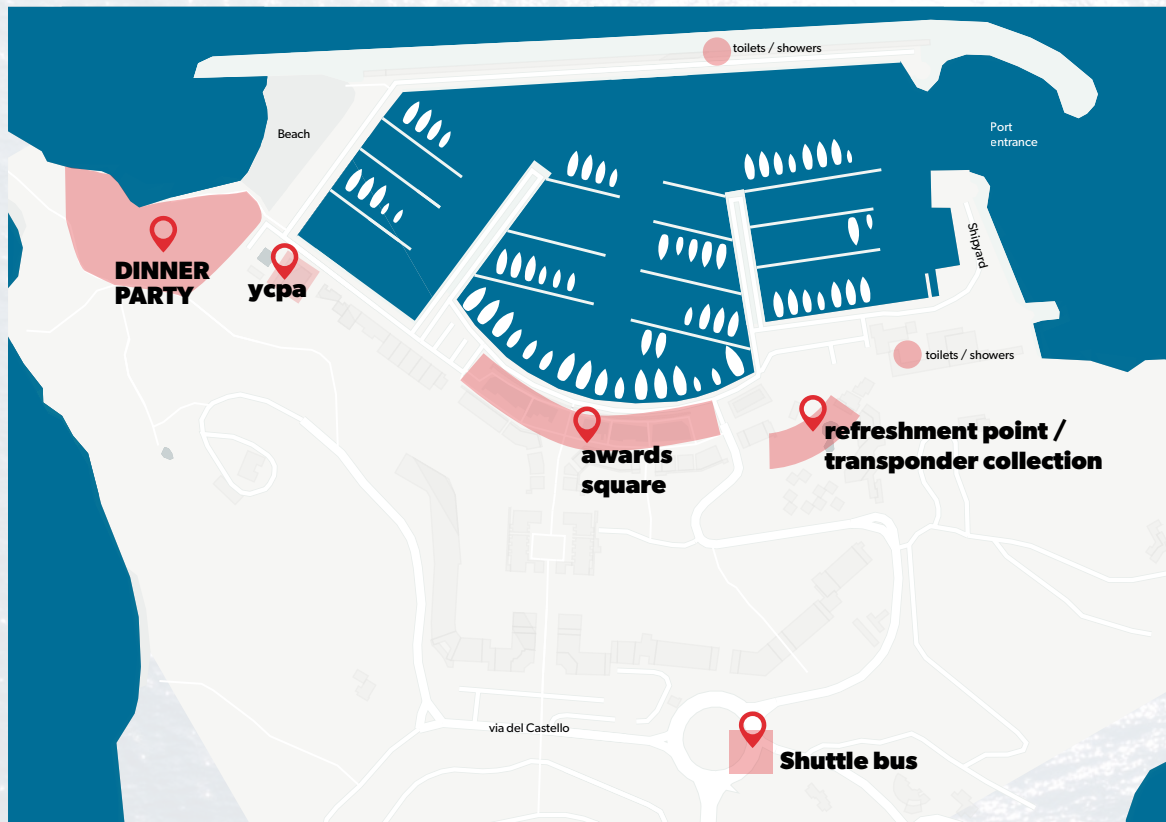 toilets / showers
Beach
Port
entrance
Shipyard
DINNER
PARTY
ycpa
toilets / showers
refreshment point /
transponder collection
awards
square
via del Castello
Shuttle bus